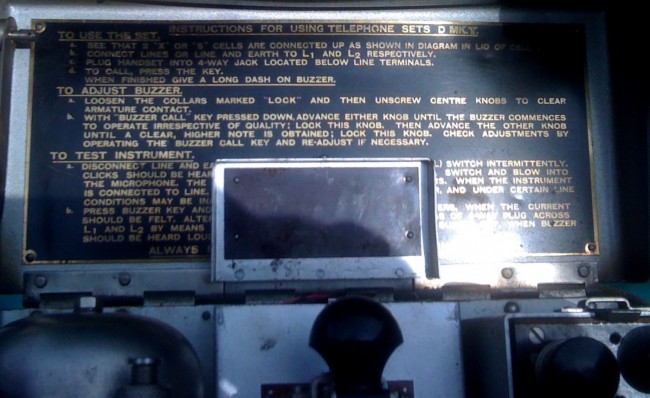 INSTRUCTIONS FOR USING TELEPHONE SETS D MK.V.
TO USE THE SET.
a. SEE THAT 2 "X" OR "S" CELLS ARE CONNECTED UP AS SHOWN IN DIAGRAM IN LID OF CELL
b. CONNECT LINES OR LINE AND EARTH TO L1 AND L2 RESPECTIVELY.
c. PLUG HANDSET INTO 4-WAY JACK LOCATED BELOW LINE TERMINALS.
d. TO CALL, PRESS THE KEY.
WHEN FINISHED GIVE A LONG DASH ON BUZZER.
TO ADJUST BUZZER.
a. LOOSEN THE COLLARS MARKED "LOCK" AND THEN UNSCREW CENTRE KNOBS TO CLEAR
ARMATURE CONTACT.
b. WITH "BUZZER CALL" KEY PRESSED DOWN, ADVANCE EITHER KNOB UNTIL THE BUZZER COMMENCES
TO OPERATE IRRESPECTIVE OF QUALITY; LOCK THIS KNOB. THEN ADVANCE THE OTHER KNOB
UNTIL A CLEAR, HIGHER NOTE IS OBTAINED; LOCK THIS KNOB. CHECK ADJUSTMENTS BY
OPERATING THE BUZZER CALL KEY AND RE-ADJUST IF NECESSARY.
TO TEST INSTRUMENT.
a. DISCONNECT LINE AND SWITCH INTERMITTENTLY.
CLICKS SHOULD BE SWITCH AND BLOW INTO
THE MICROPHONE. THE WHEN THE INSTRUMENT
IS CONNECTED TO LINE, AND UNDER CERTAIN LINE
CONDITIONS MAY BE
b. PRESS BUZZER KEY AND WHEN THE CURRENT
SHOULD BE FELT. OF 4-WAY PLUG ACROSS
L1 AND L2 BY MEANS WHEN BUZZER
SHOULD BE HEARD
ALWAYS